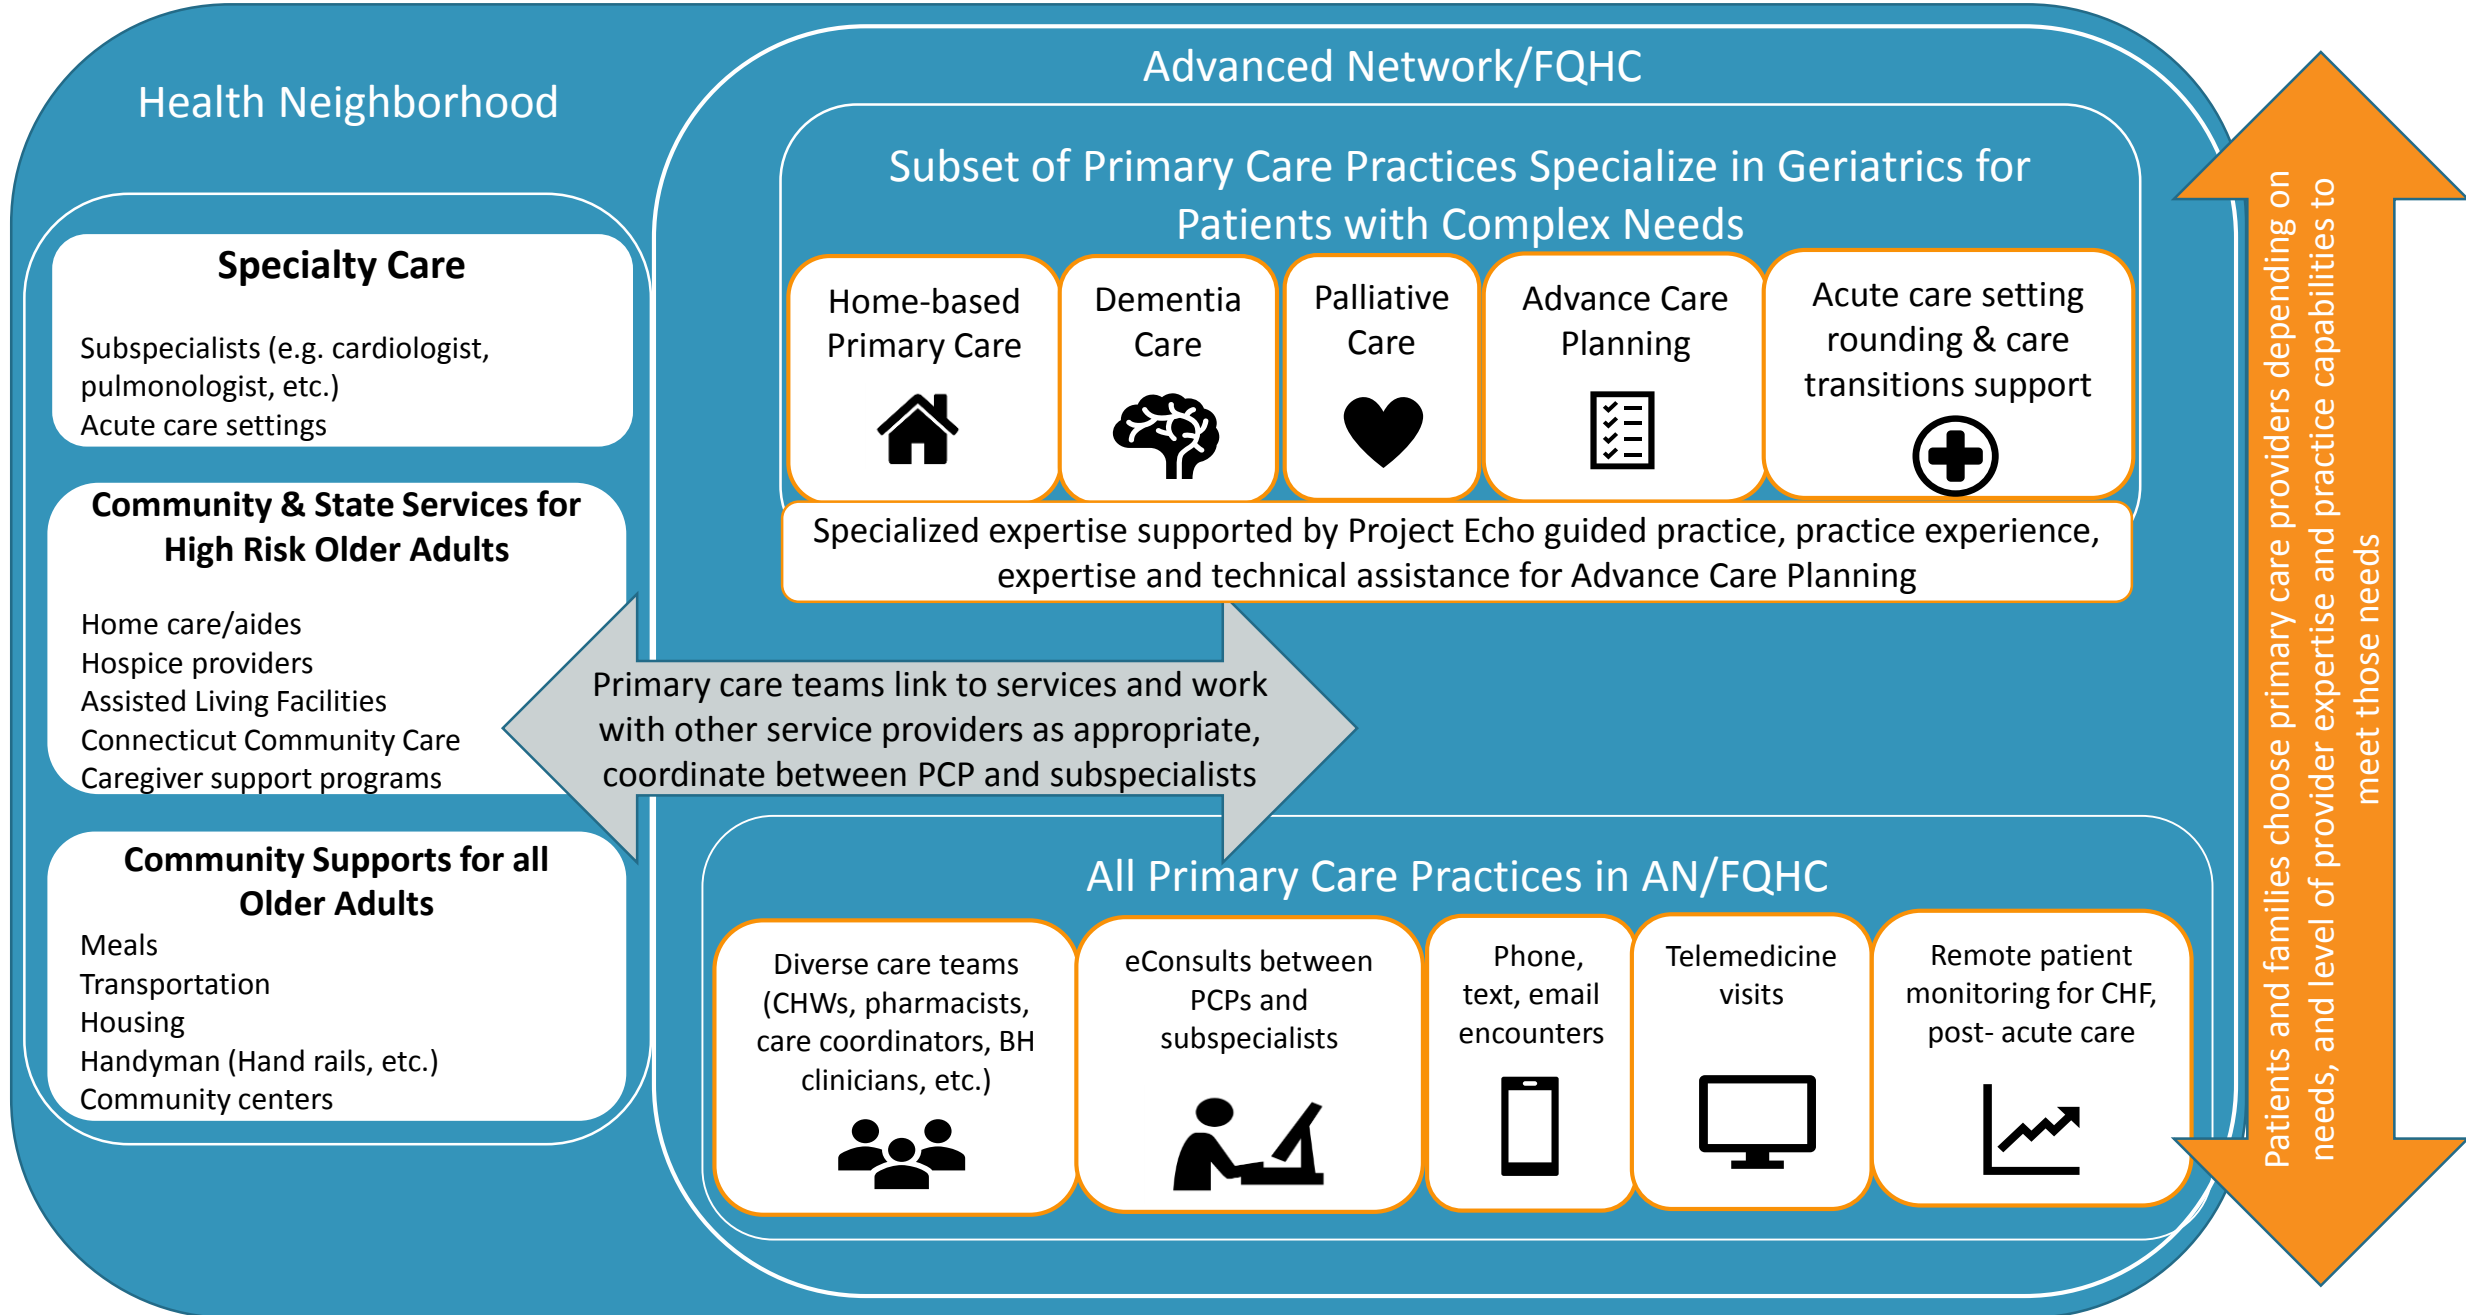 Health Neighborhood
Specialty Care
Subspecialists (e.g. cardiologist,
pulmonologist, etc.)
Acute care settings
Community & State Services for
High Risk Older Adults
Home care/aides
Hospice providers
Assisted Living Facilities
Connecticut Community Care
Caregiver support programs
Community Supports for all
Older Adults
Meals
Transportation
Housing
Handyman (Hand rails, etc.)
Community centers
Advanced Network/FQHC
Subset of Primary Care Practices Specialize in Geriatrics for
Patients with Complex Needs
Home-based
Primary Care
Dementia
Care
Palliative
Care
Advance Care
Planning
Acute care setting
rounding & care
transitions support
Specialized expertise supported by Project Echo guided practice, practice experience,
expertise and technical assistance for Advance Care Planning
Primary care teams link to services and work
with other service providers as appropriate,
coordinate between PCP and subspecialists
All Primary Care Practices in AN/FQHC
Diverse care teams
(CHWs, pharmacists,
care coordinators, BH
clinicians, etc.)
eConsults between
PCPs and
subspecialists
Phone,
text, email
encounters
Telemedicine
visits
Remote patient
monitoring for CHF,
post- acute care
Patients and families choose primary care providers depending on
needs, and level of provider expertise and practice capabilities to
meet those needs